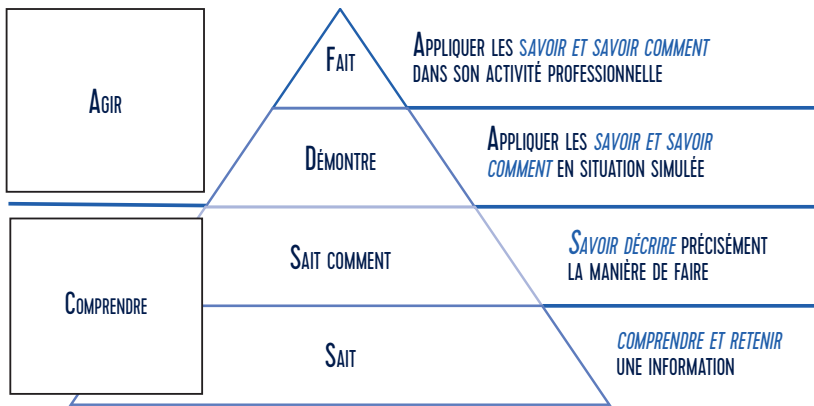 Agir
Fait
Appliquer les savoir et savoir comment
dans son activité professionnelle
Démontre
Appliquer les savoir et savoir
comment en situation simulée
Comprendre
Sait comment
Savoir décrire précisément
la manière de faire
Sait
comprendre et retenir
une information